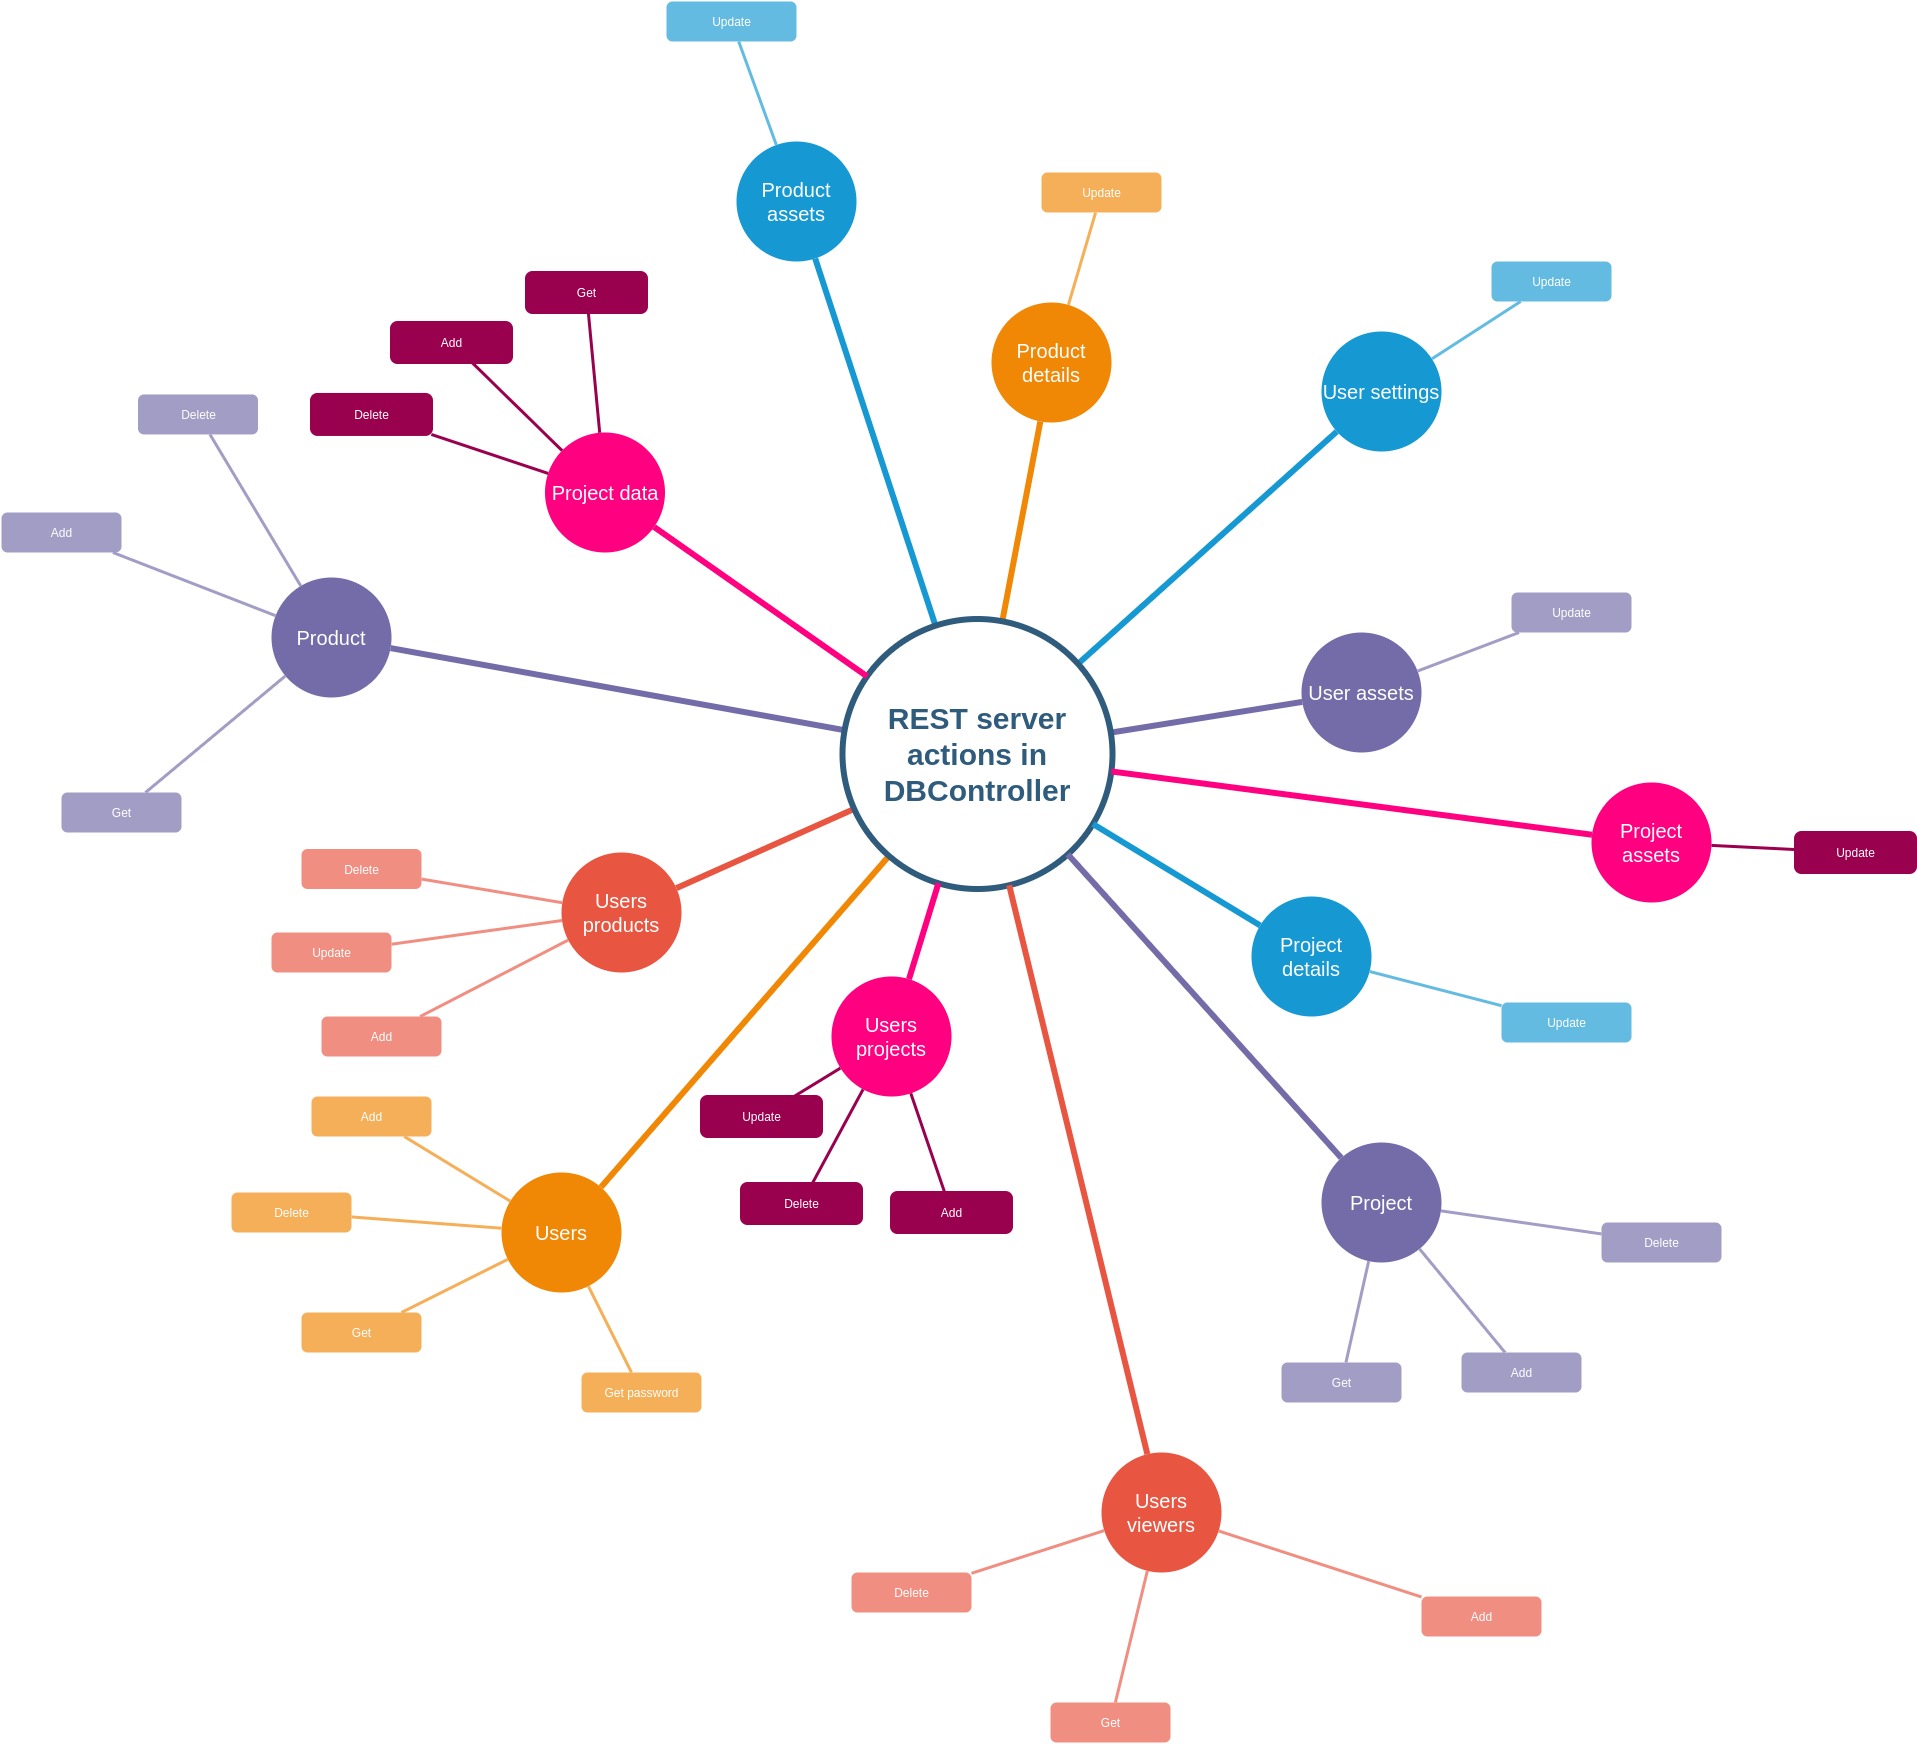 Update
Product
assets
Update
Product
details
Update
User settings
Get
Add
Delete
Project data
Delete
Add
Product
Get
Update
User assets
REST server
actions in
DBController
Project
assets
Update
Delete
Update
Add
Users
products
Project
details
Update
Users
projects
Update
Delete
Add
Add
Delete
Users
Get
Get password
Project
Delete
Add
Get
Users
viewers
Delete
Add
Get